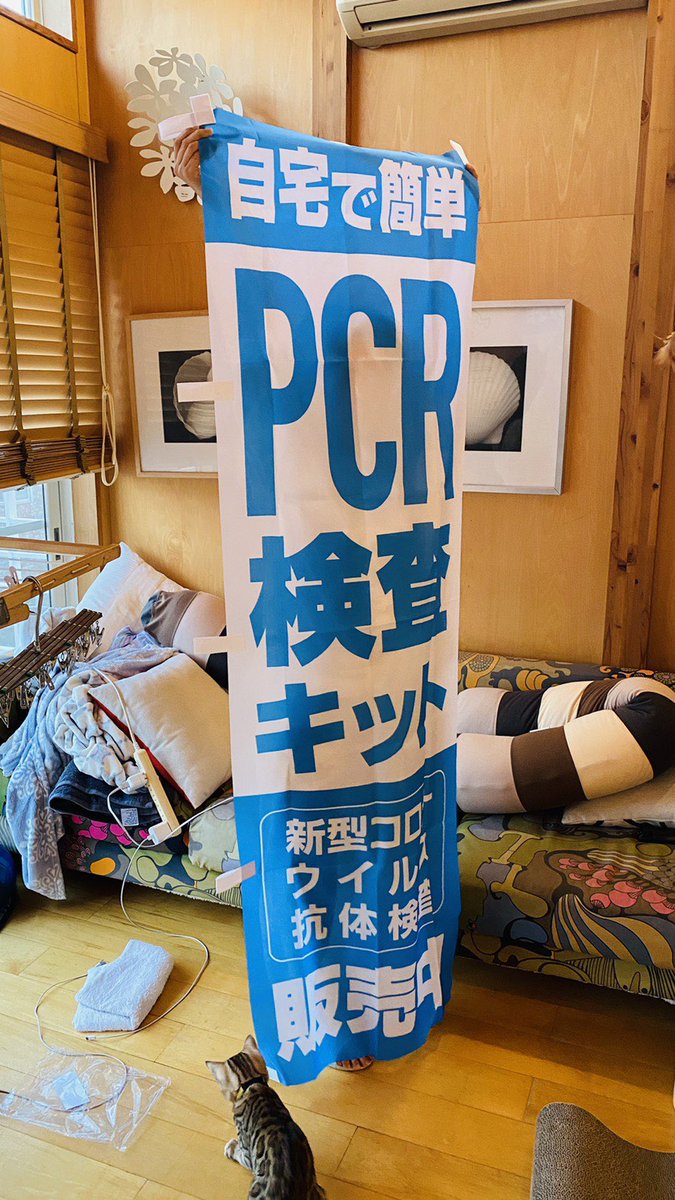 自宅で簡単
PCR
検査
キット
新型コロナ
ウイルス
抗体検査
販売中